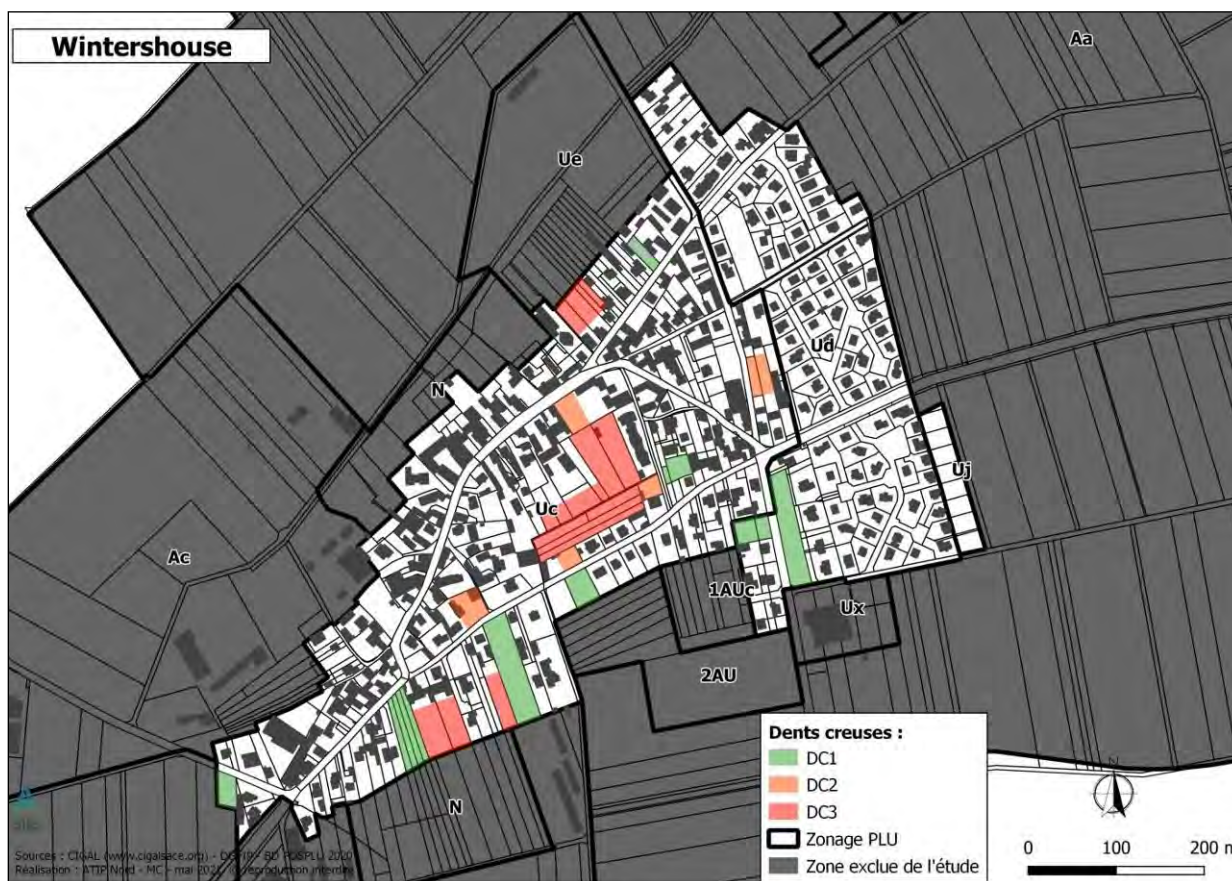 Wintershouse
Aa
Ue
Ud
N
Uj
Uc
Ac
1AUc
Ux
2AU
N
Dents creuses :
DC1
DC2
DC3
Zonage PLU
Zone exclue de l'étude
N
0 100 200 m
Sources : CIGAL (www.cigalsace.org) - DGFIP - BD POSPLU 2020
Réalisation : ATIP Nord - MC - mai 2021 © reproduction interdite